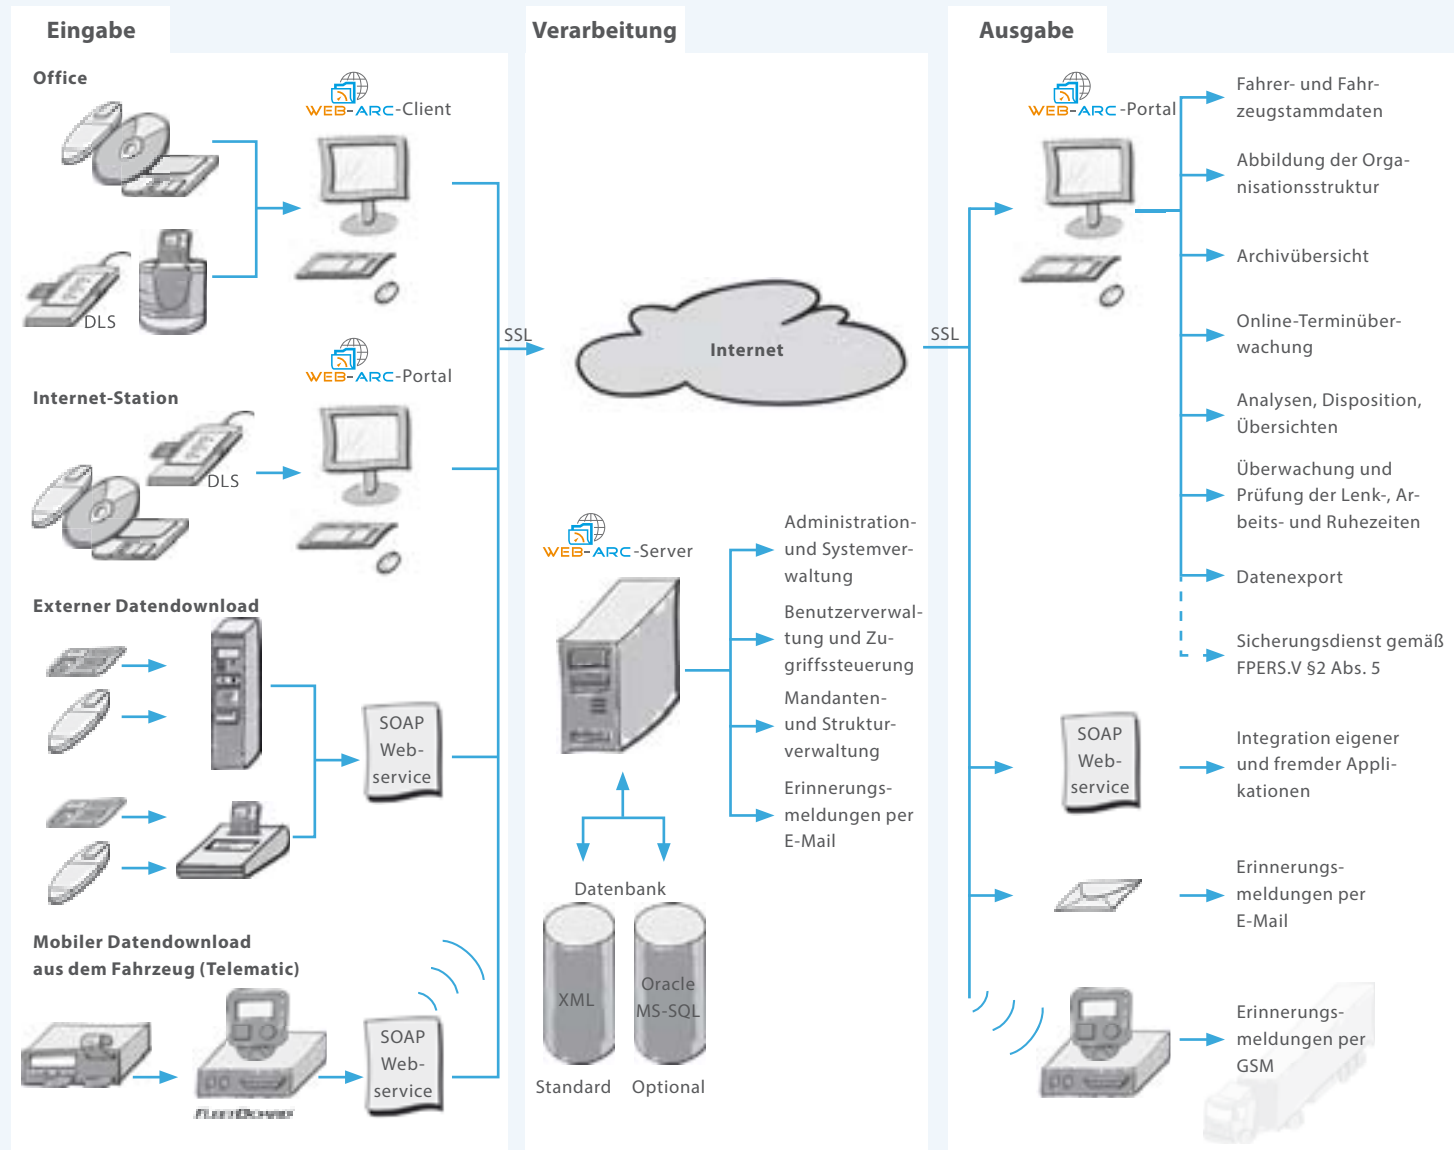 Eingabe
Office
WEB-ARC-Client
DLS
WEB-ARC-Portal
Internet-Station
DLS
Externer Datendownload
SOAP
Web-
service
Mobiler Datendownload
aus dem Fahrzeug (Telematic)
SOAP
Web-
service
SSL
Verarbeitung
Internet
WEB-ARC-Server
Administration-
und Systemver-
waltung
Benutzerverwal-
tung und Zu-
griffssteuerung
Mandanten-
und Struktur-
verwaltung
Erinnerungs-
meldungen per
E-Mail
Datenbank
XML
Oracle
MS-SQL
Standard
Optional
SSL
Ausgabe
WEB-ARC-Portal
Fahrer- und Fahr-
zeugstammdaten
Abbildung der Orga-
nisationsstruktur
Archivübersicht
Online-Terminüber-
wachung
Analysen, Disposition,
Übersichten
Überwachung und
Prüfung der Lenk-, Ar-
beits- und Ruhezeiten
Datenexport
Sicherungsdienst gemäß
FPERS.V §2 Abs. 5
SOAP
Web-
service
Integration eigener
und fremder Appli-
kationen
Erinnerungs-
meldungen per
E-Mail
Erinnerungs-
meldungen per
GSM